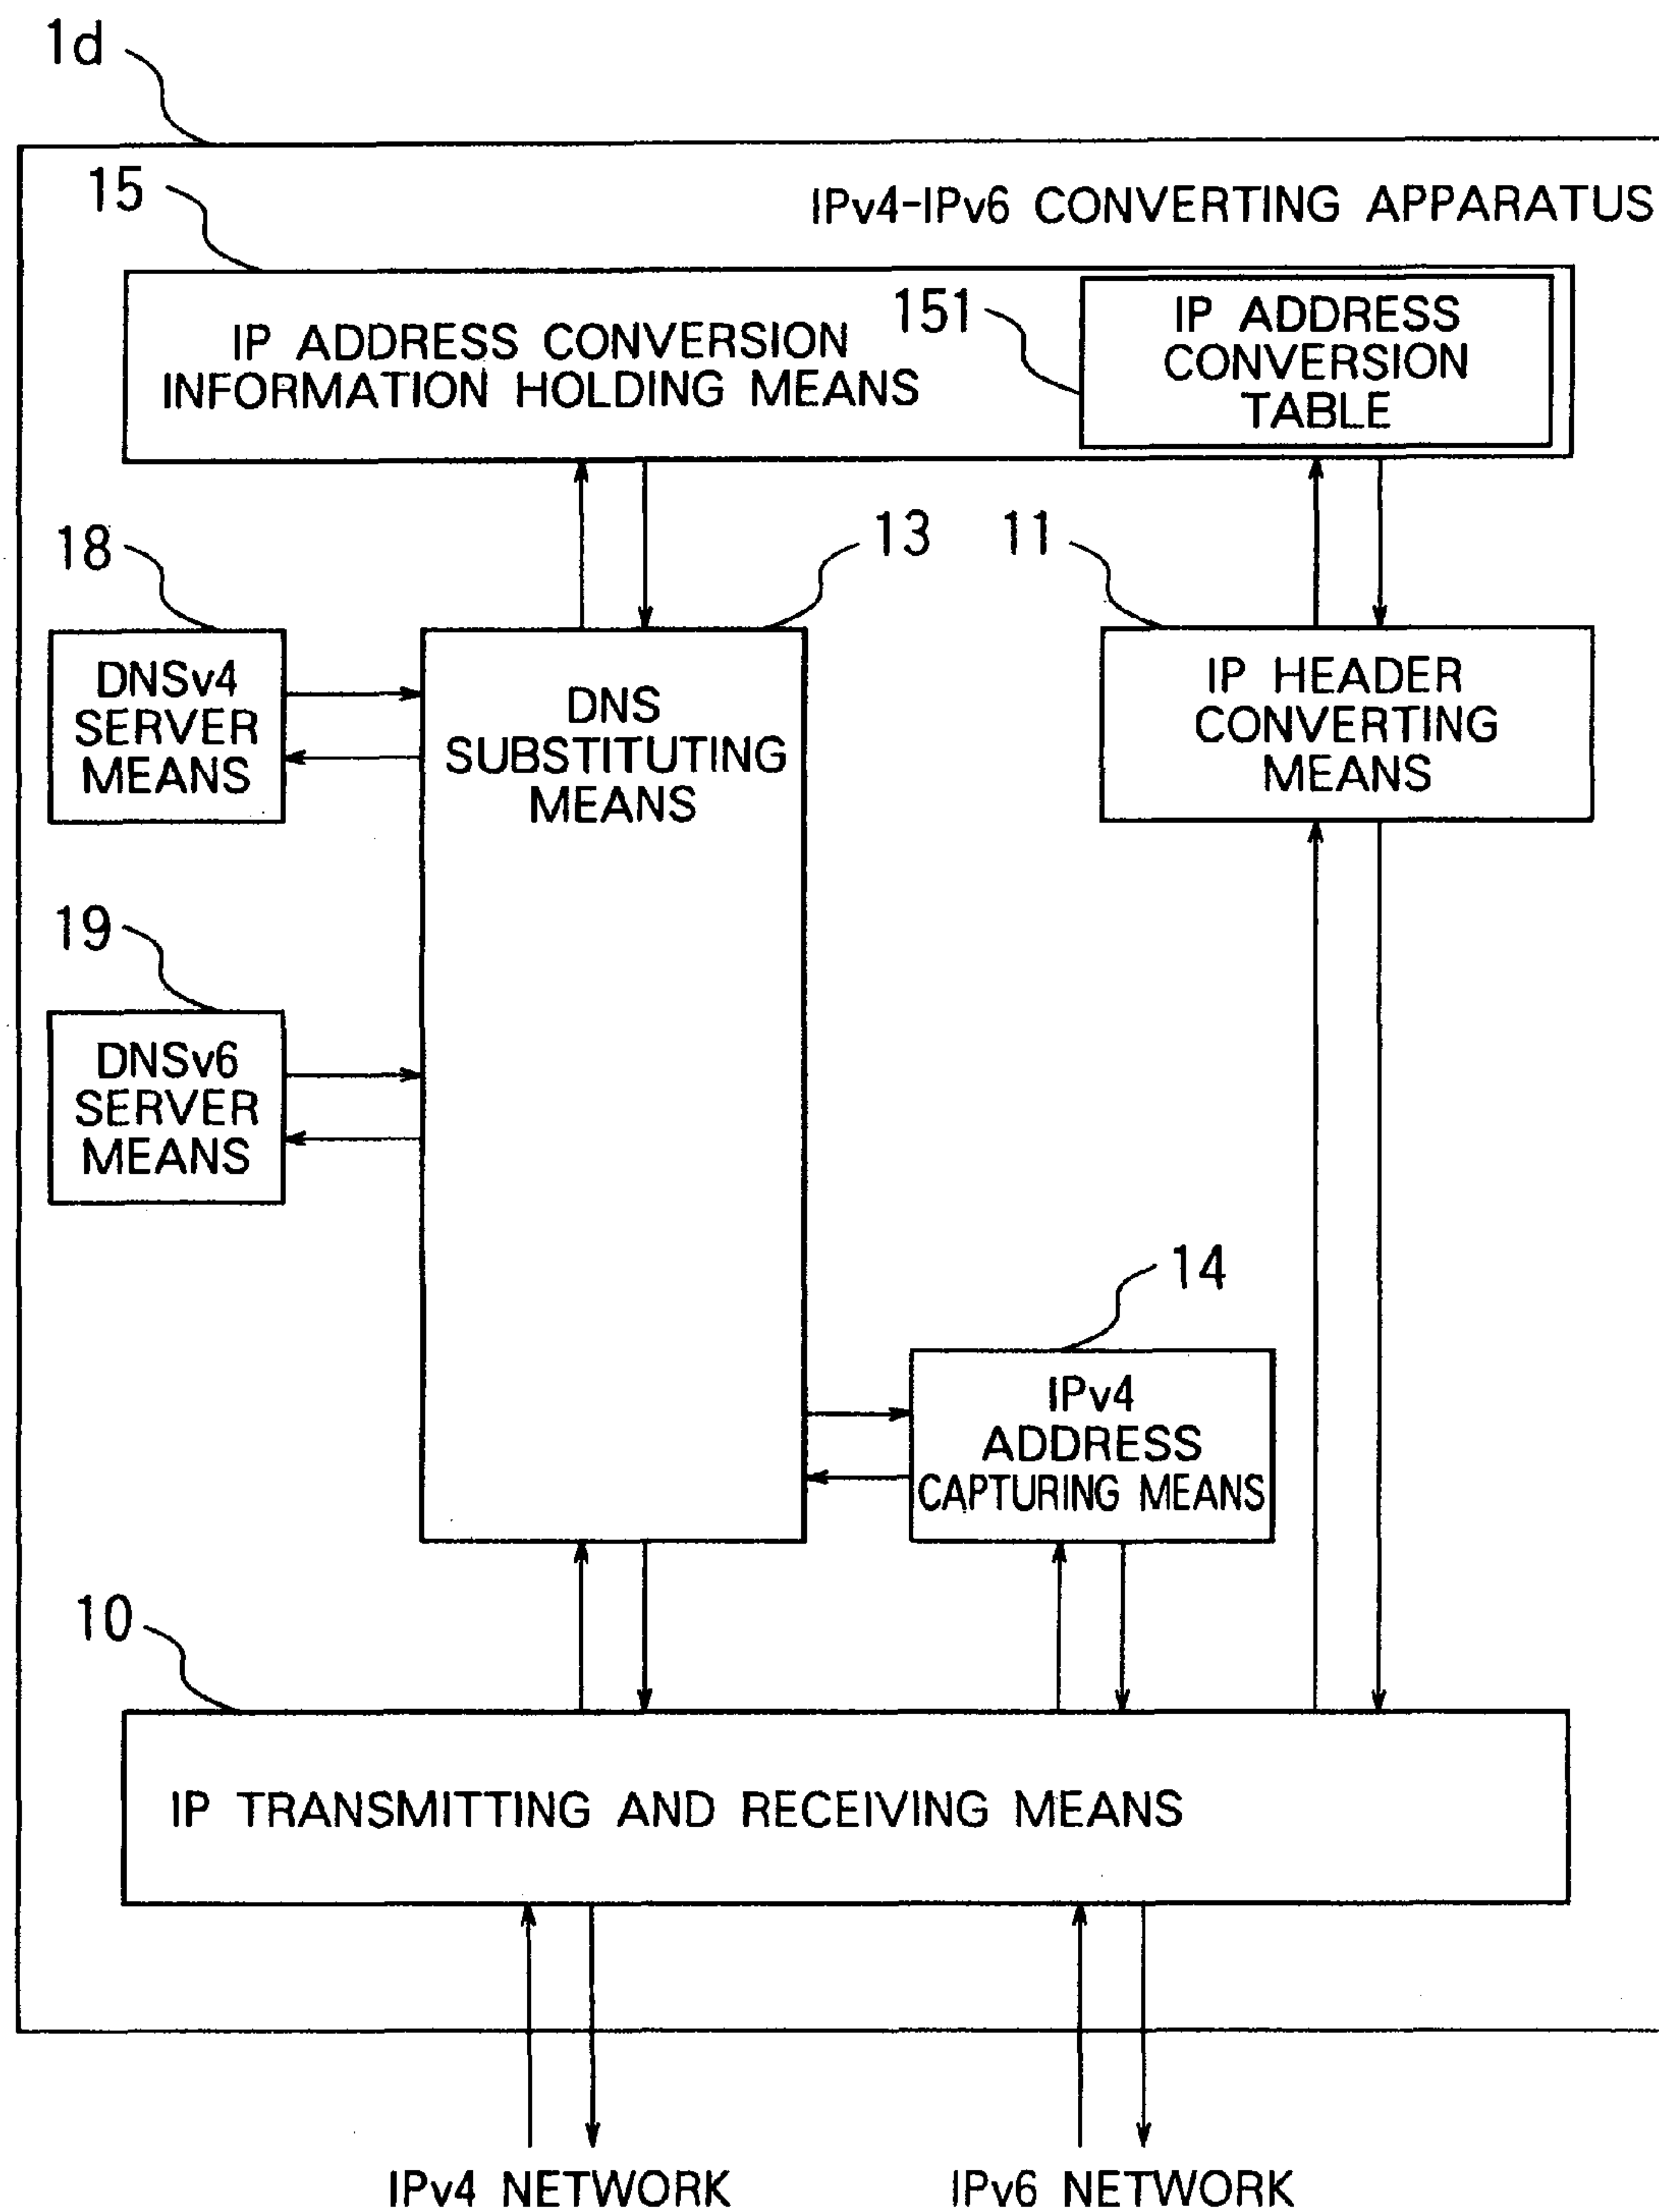 1d
15
IPv4-IPv6 CONVERTING APPARATUS
IP ADDRESS CONVERSION
INFORMATION HOLDING MEANS
151
IP ADDRESS
CONVERSION
TABLE
18
13
11
DNSv4
SERVER
MEANS
DNS
SUBSTITUTING
MEANS
IP HEADER
CONVERTING
MEANS
19
DNSv6
SERVER
MEANS
14
IPv4
ADDRESS
CAPTURING MEANS
10
IP TRANSMITTING AND RECEIVING MEANS
IPv4 NETWORK
IPv6 NETWORK